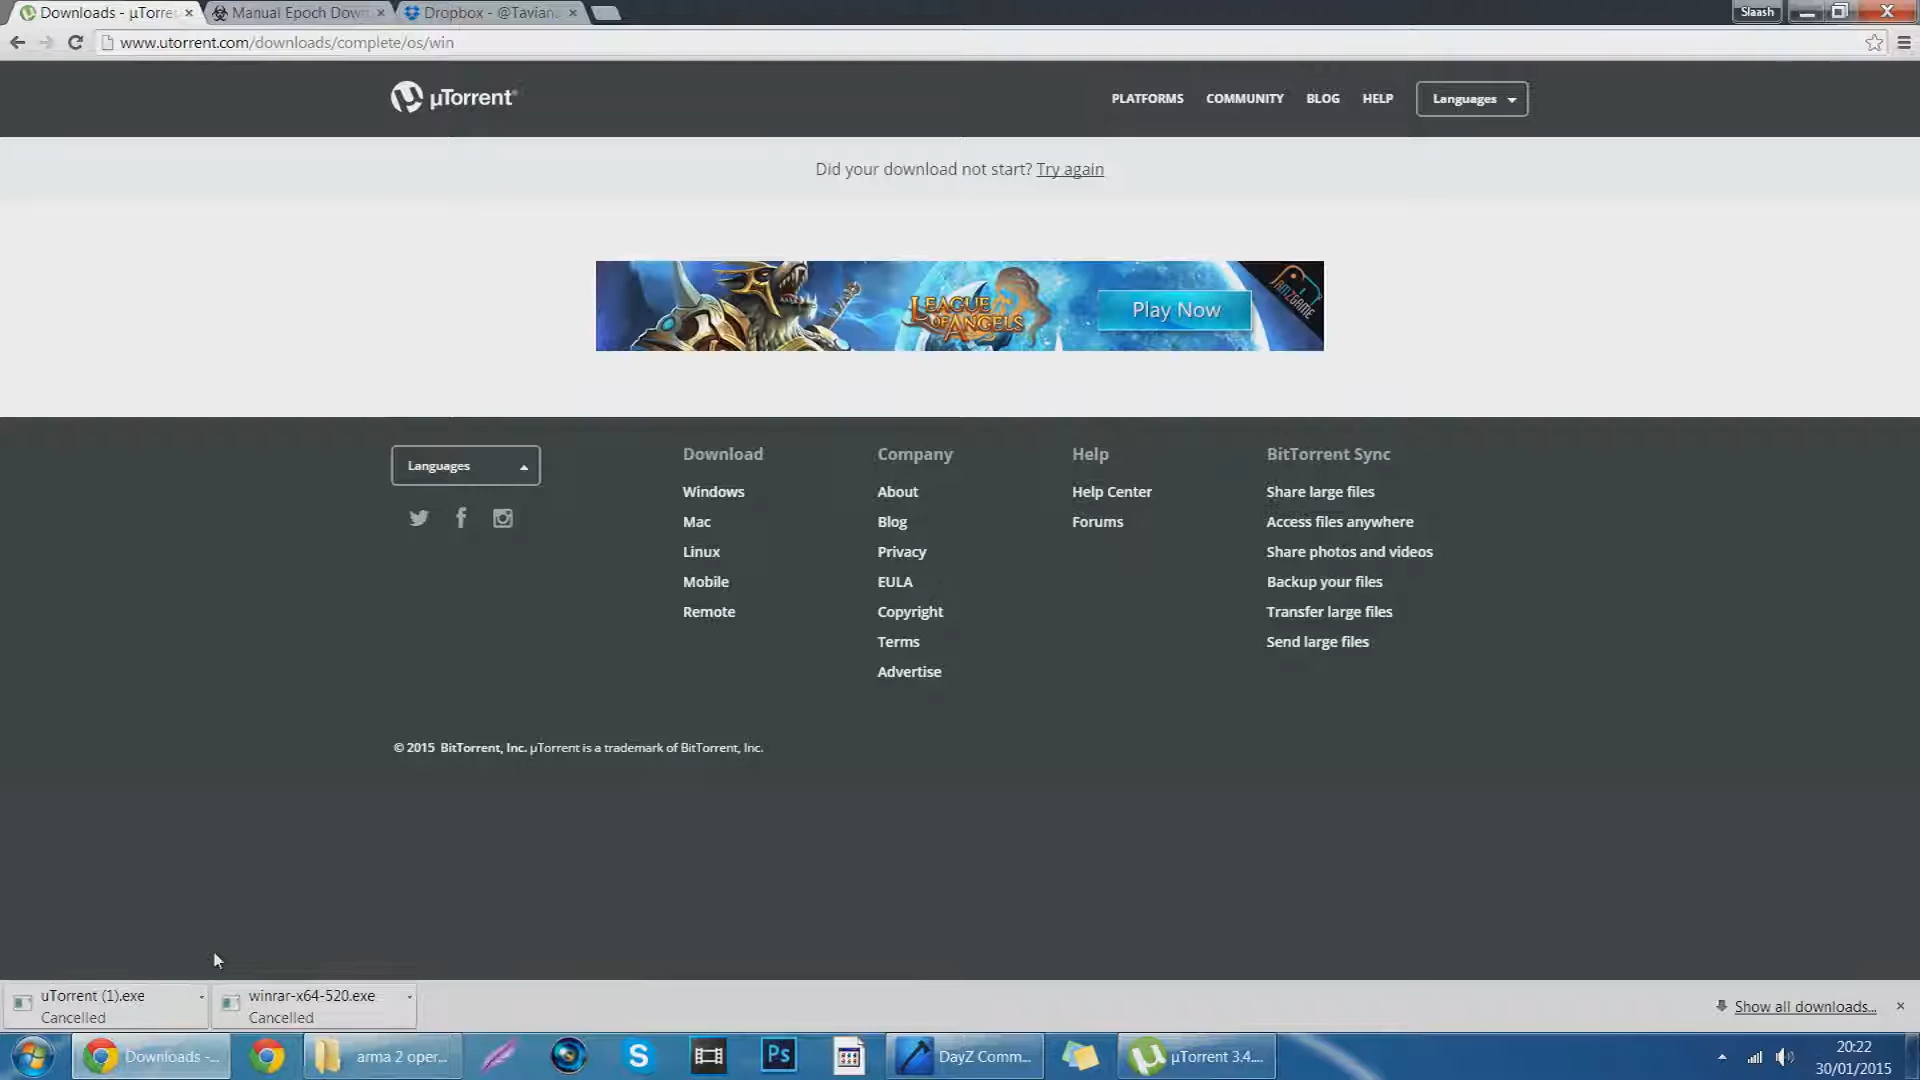 Downloads - µTorre
Manual Epoch Down
Dropbox - @Tavian
Slaash
www.utorrent.com/downloads/complete/os/win
µTorrent
PLATFORMS
COMMUNITY
BLOG
HELP
Languages
Did your download not start? Try again
LEAGUE
OF ANGELS
Play Now
Languages
Download
Windows
Mac
Linux
Mobile
Remote
Company
About
Blog
Privacy
EULA
Copyright
Terms
Advertise
Help
Help Center
Forums
BitTorrent Sync
Share large files
Access files anywhere
Share photos and videos
Backup your files
Transfer large files
Send large files
© 2015 BitTorrent, Inc. µTorrent is a trademark of BitTorrent, Inc.
uTorrent (1).exe
Cancelled
winrar-x64-520.exe
Cancelled
Show all downloads...
Downloads -...
arma 2 oper...
S
Ps
DayZ Comm...
µTorrent 3.4....
20:22
30/01/2015